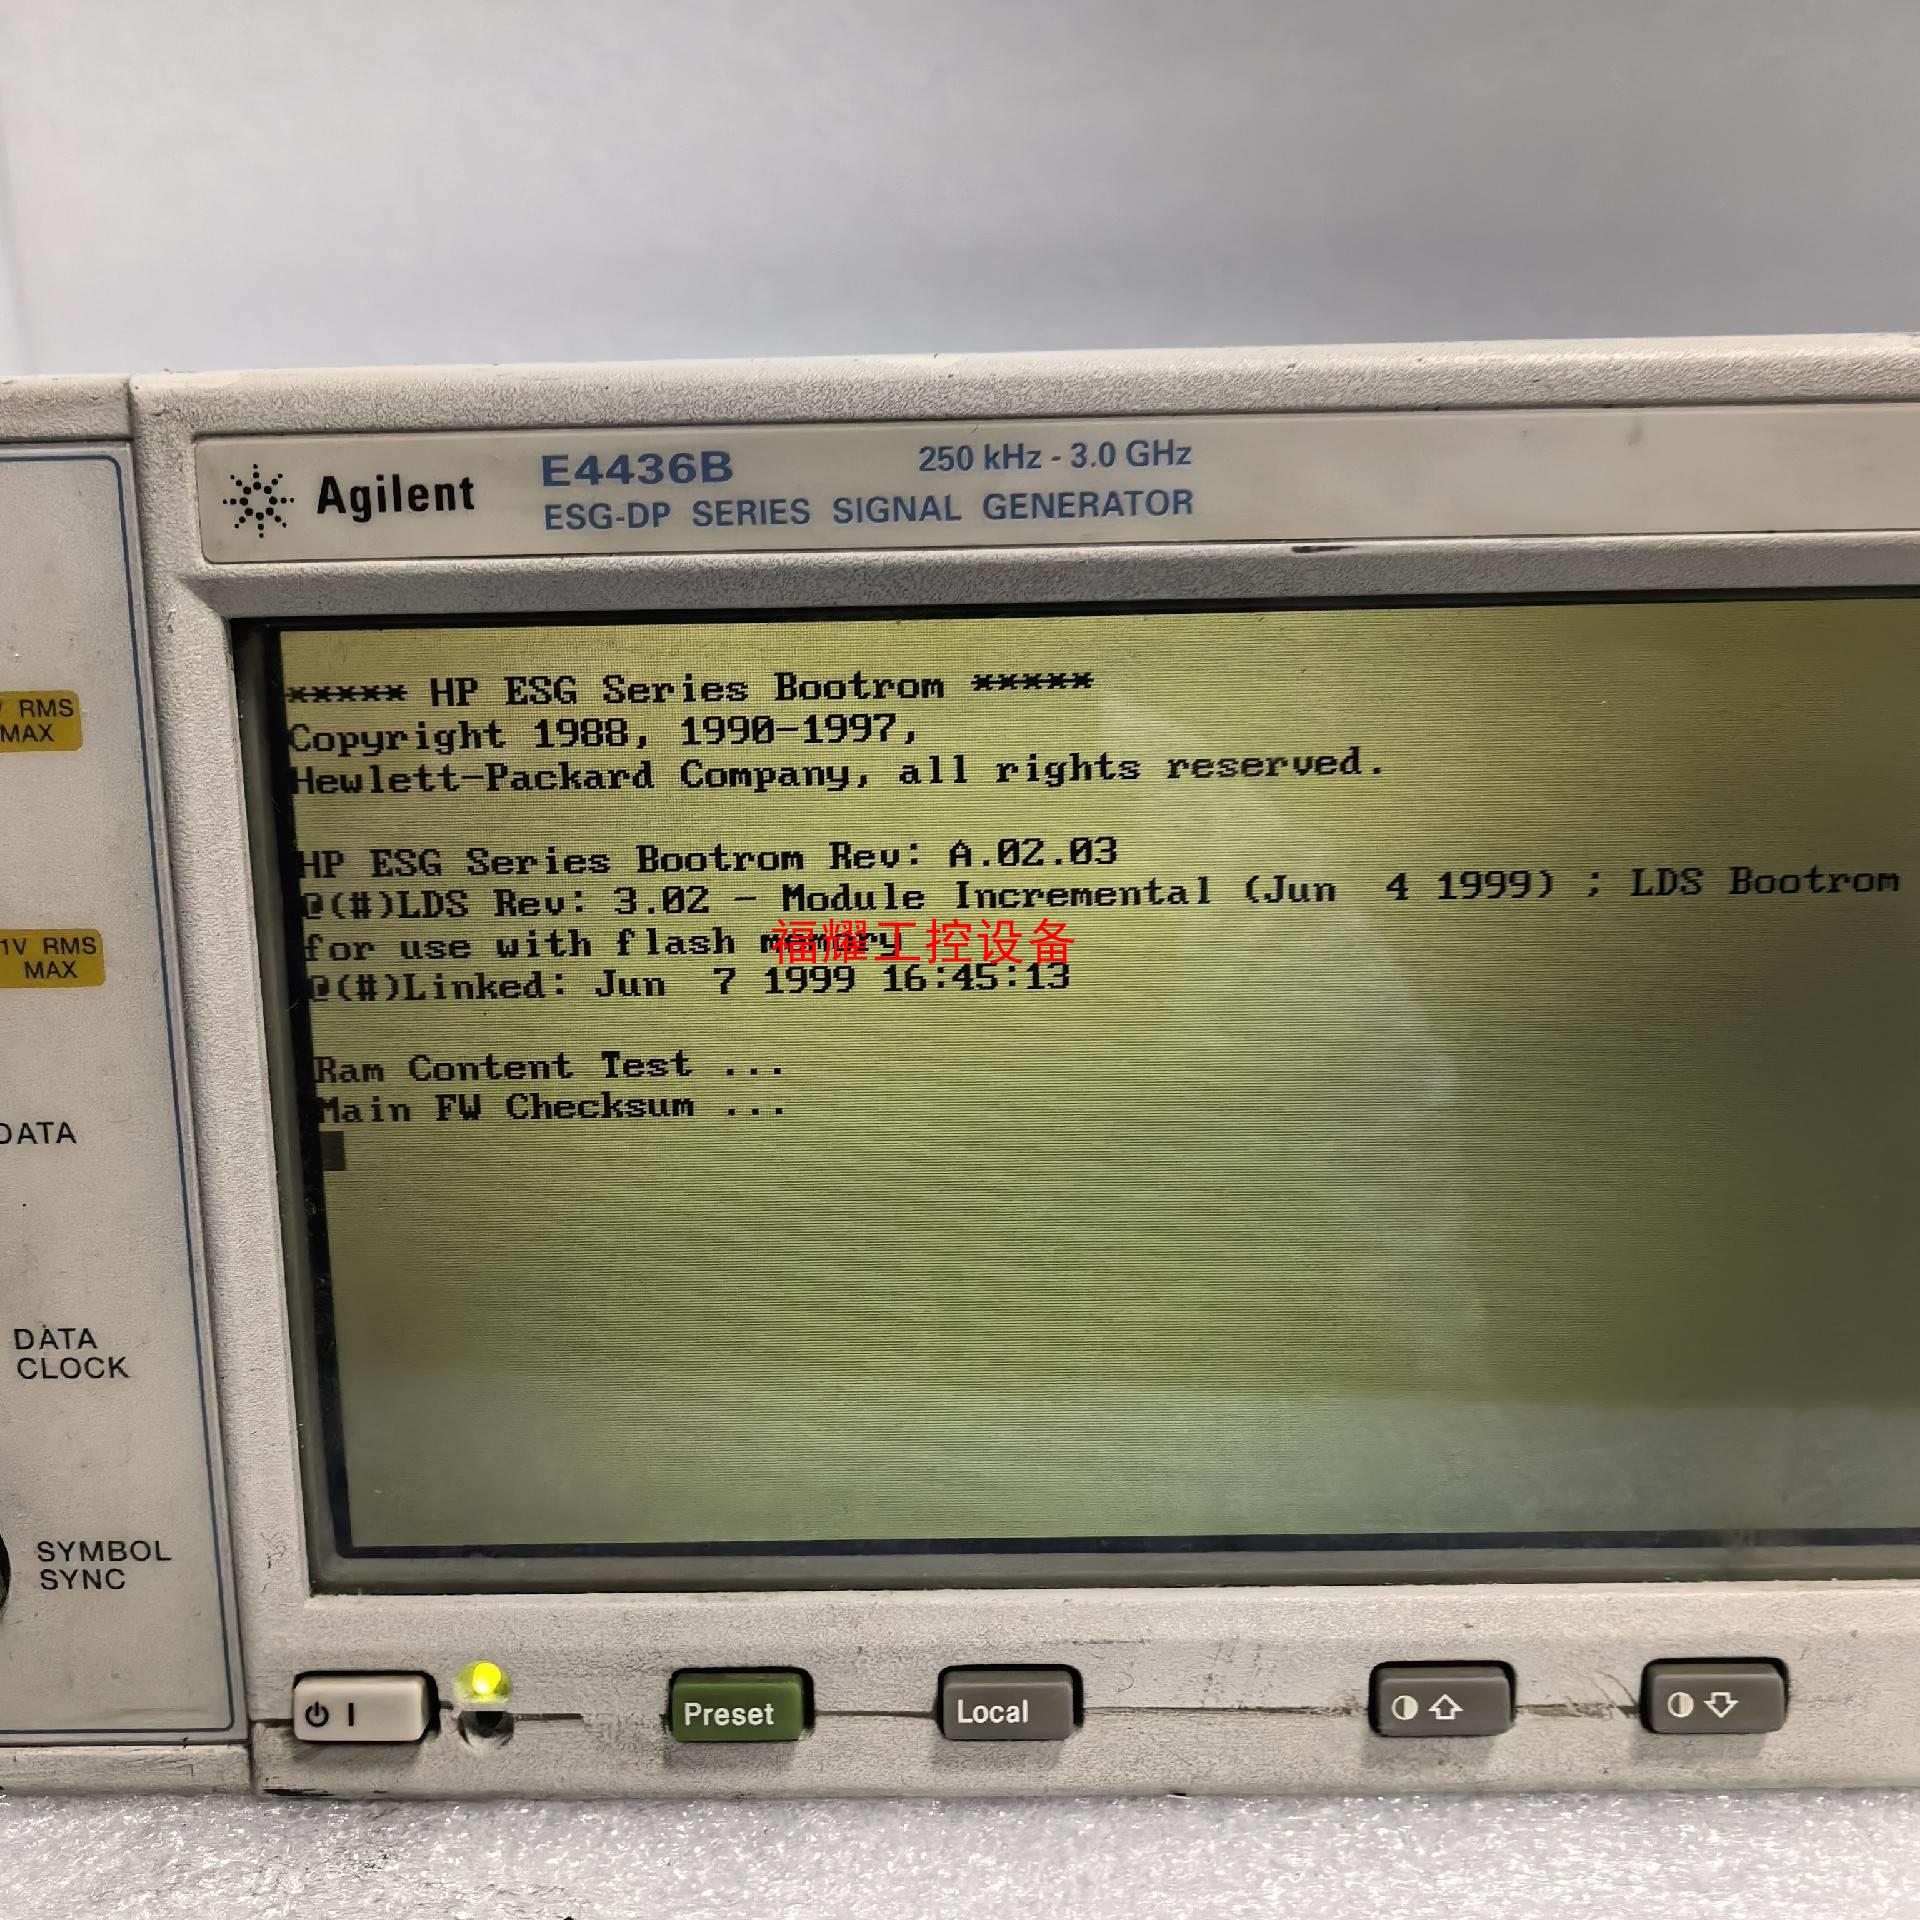 Agilent
E4436B
250 kHz - 3.0 GHz
ESG-DP SERIES SIGNAL GENERATOR
***** HP ESG Series Bootrom *****
Copyright 1988, 1990-1997,
Hewlett-Packard Company, all rights reserved.
HP ESG Series Bootrom Rev: A.02.03
@(#)LDS Rev: 3.02 - Module Incremental (Jun  4 1999) ; LDS Bootrom
for use with flash memory
福耀工控设备
@(#)Linked: Jun  7 1999 16:45:13
Ram Content Test ...
Main FW Checksum ...
RMS
MAX
1V RMS
MAX
DATA
DATA
CLOCK
SYMBOL
SYNC
Preset
Local